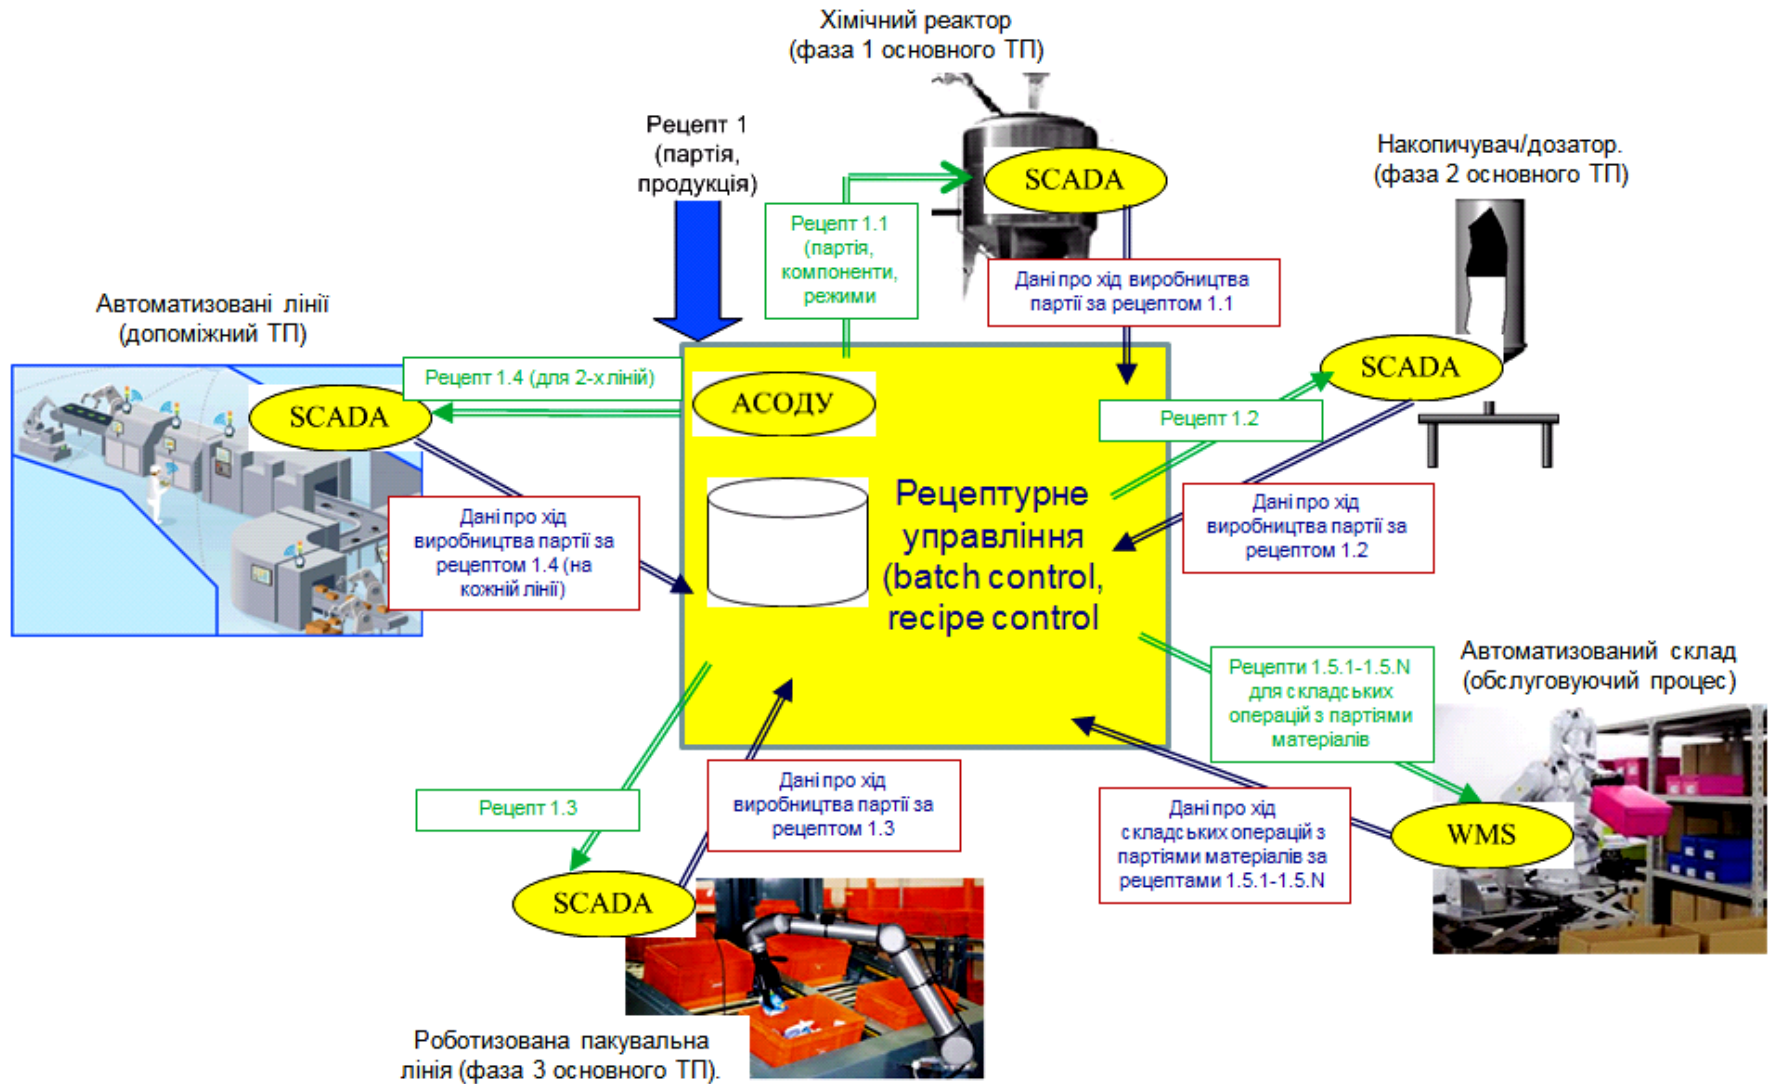 Хімічний реактор
(фаза 1 основного ТП)
Рецепт 1
(партія,
продукція)
SCADA
Накопичувач/дозатор.
(фаза 2 основного ТП)
Рецепт 1.1
(партія,
компоненти,
режими
Дані про хід виробництва
партії за рецептом 1.1
Автоматизовані лінії
(допоміжний ТП)
SCADA
Рецепт 1.4 (для 2-х ліній)
АСОДУ
SCADA
Рецепт 1.2
Дані про хід
виробництва партії за
рецептом 1.4 (на
кожній лінії)
Рецептурне
управління
(batch control,
recipe control
Дані про хід
виробництва партії за
рецептом 1.2
Рецепти 1.5.1-1.5.N
для складських
операцій з партіями
матеріалів
Автоматизований склад
(обслуговуючий процес)
Рецепт 1.3
Дані про хід
виробництва партії за
рецептом 1.3
Дані про хід
складських операцій з
партіями матеріалів за
рецептами 1.5.1-1.5.N
WMS
SCADA
Роботизована пакувальна
лінія (фаза 3 основного ТП).